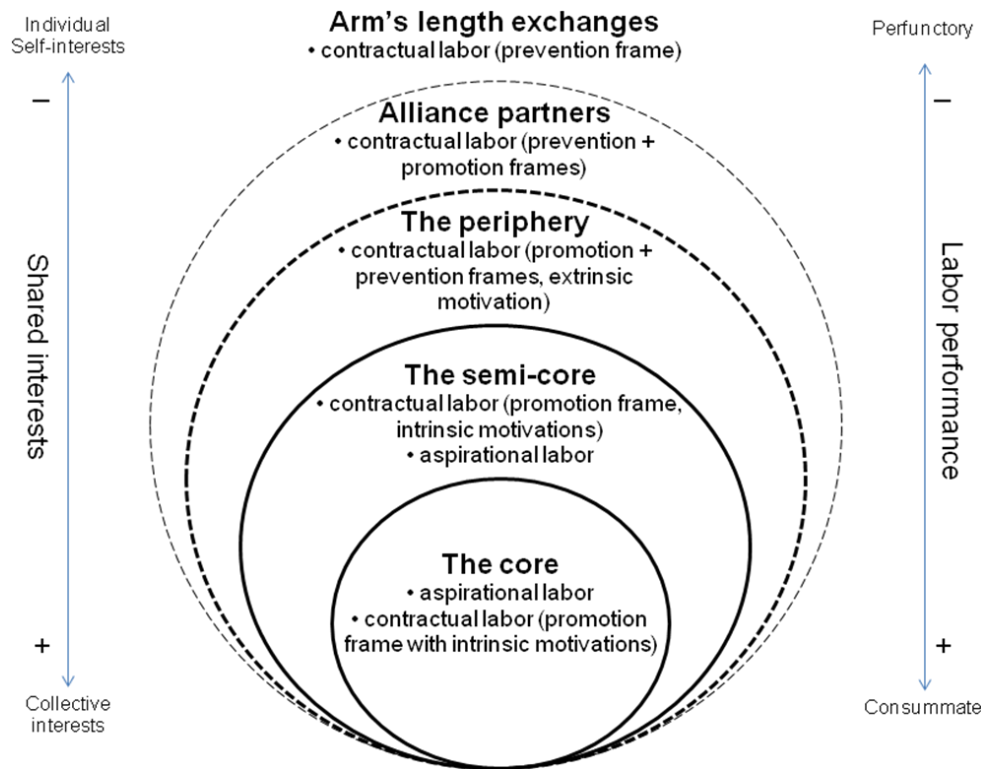 Individual
Self-interests
Arm's length exchanges
• contractual labor (prevention frame)
Perfunctory
–
–
Alliance partners
• contractual labor (prevention +
promotion frames)
The periphery
• contractual labor (promotion +
prevention frames, extrinsic
motivation)
Shared interests
Labor performance
The semi-core
• contractual labor (promotion frame,
intrinsic motivations)
• aspirational labor
The core
• aspirational labor
• contractual labor (promotion
frame with intrinsic motivations)
+
+
Collective
interests
Consummate